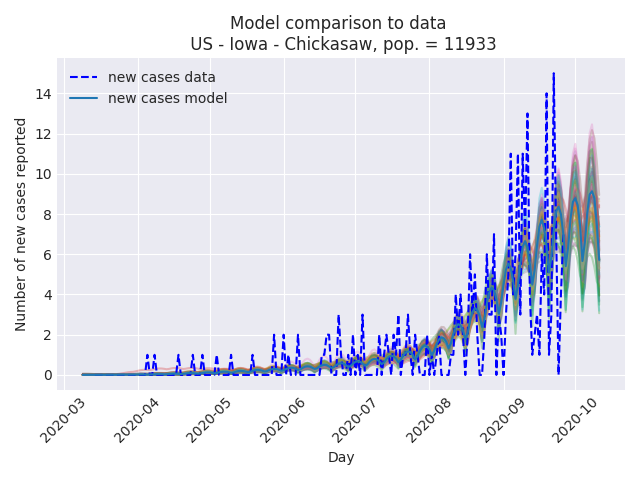 Model comparison to data
US - Iowa - Chickasaw, pop. = 11933
new cases data
new cases model
Number of new cases reported
14
12
10
8
6
4
2
0
2020-03
2020-04
2020-05
2020-06
2020-07
2020-08
2020-09
2020-10
Day